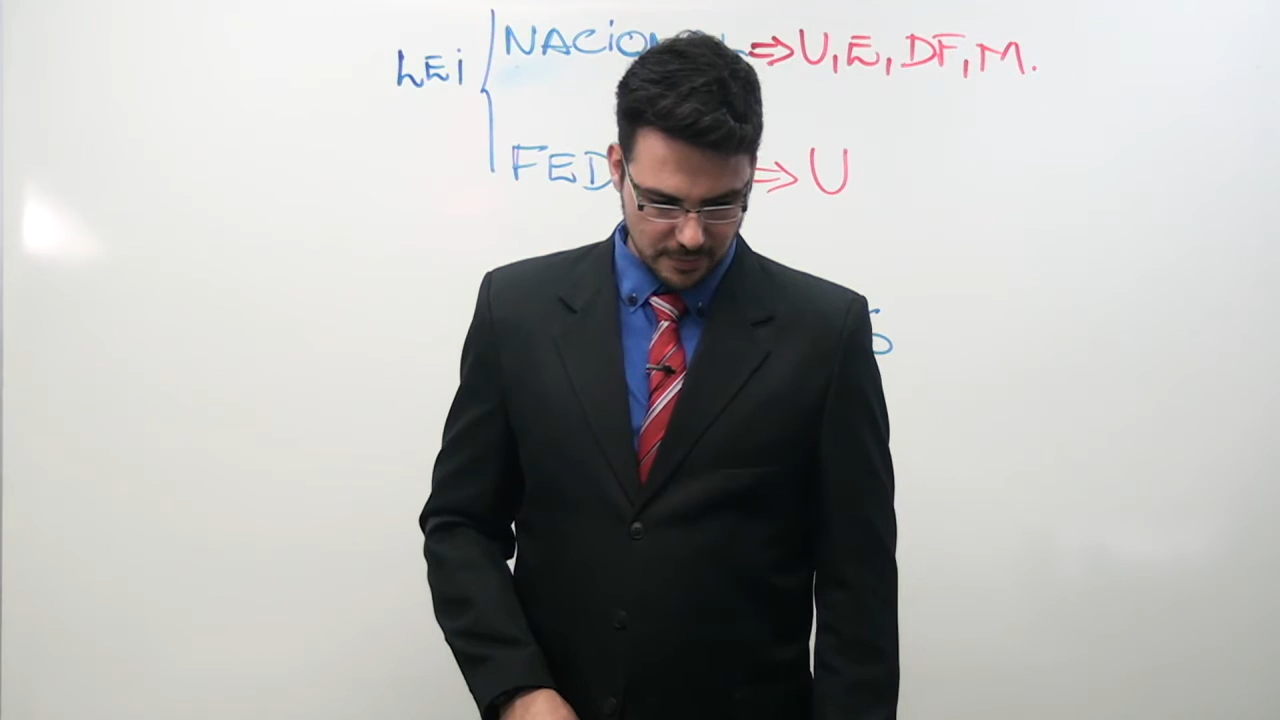 LEi { NACiO ⇒ U, E, DF, M.
FED ⇒ U